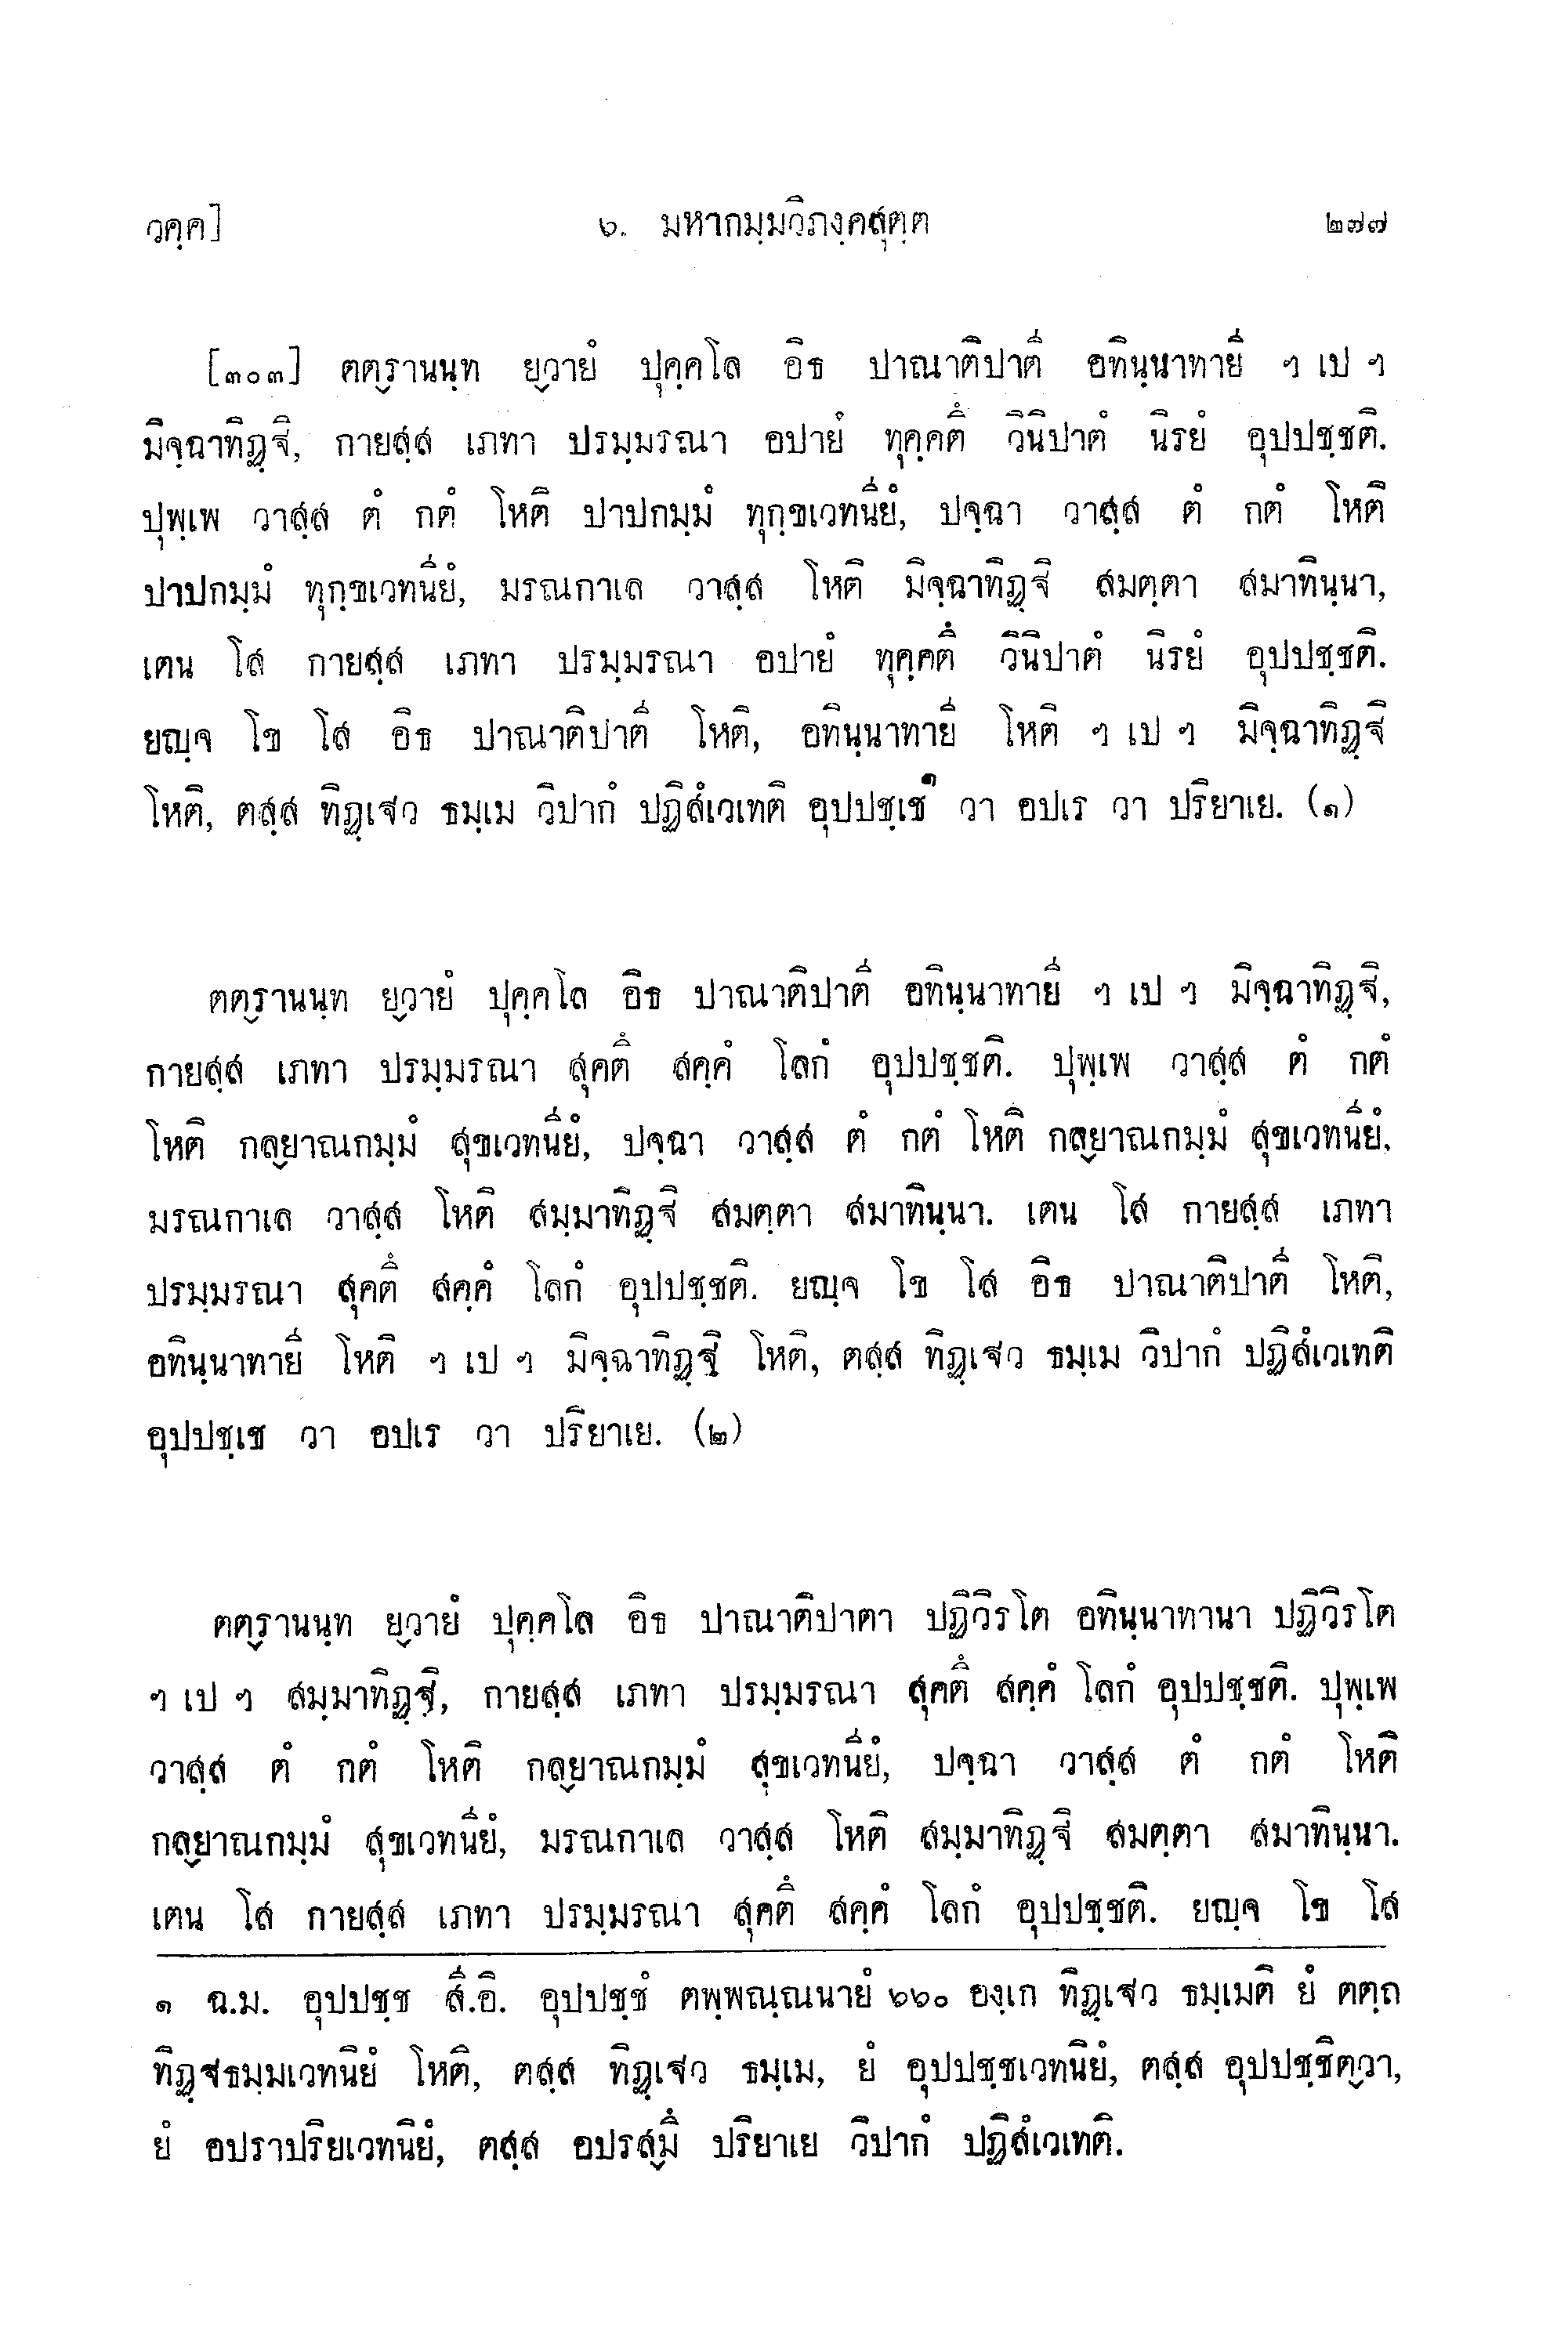 วคฺค]
๖. มหากมฺมวิภงฺคสุตฺต
๒๗๗
[๓๐๓] ตตฺรานนฺท ยฺวายํ ปุคฺคโล อิธ ปาณาติปาตี อทินฺนาทายี ฯ เป ฯ
มิจฺฉาทิฏฺฐิ, กายสฺส เภทา ปรมฺมรณา อปายํ ทุคฺคตึ วินิปาตํ นิรยํ อุปปชฺชติ.
ปุพฺเพ วาสฺส ตํ กตํ โหติ ปาปกมฺมํ ทุกฺขเวทนียํ, ปจฺฉา วาสฺส ตํ กตํ โหติ
ปาปกมฺมํ ทุกฺขเวทนียํ, มรณกาเล วาสฺส โหติ มิจฺฉาทิฏฺฐิ สมตฺตา สมาทินฺนา,
เตน โส กายสฺส เภทา ปรมฺมรณา อปายํ ทุคฺคตึ วินิปาตํ นิรยํ อุปปชฺชติ.
ยญฺจ โข โส อิธ ปาณาติปาตี โหติ, อทินฺนาทายี โหติ ฯ เป ฯ มิจฺฉาทิฏฺฐิ
โหติ, ตสฺส ทิฏฺเฐว ธมฺเม วิปากํ ปฏิสํเวเทติ อุปปชฺเช๑ วา อปเร วา ปริยาเย. (๑)
ตตฺรานนฺท ยฺวายํ ปุคฺคโล อิธ ปาณาติปาตี อทินฺนาทายี ฯ เป ฯ มิจฺฉาทิฏฺฐิ,
กายสฺส เภทา ปรมฺมรณา สุคตึ สคฺคํ โลกํ อุปปชฺชติ. ปุพฺเพ วาสฺส ตํ กตํ
โหติ กลฺยาณกมฺมํ สุขเวทนียํ, ปจฺฉา วาสฺส ตํ กตํ โหติ กลฺยาณกมฺมํ สุขเวทนียํ,
มรณกาเล วาสฺส โหติ สมฺมาทิฏฺฐิ สมตฺตา สมาทินฺนา. เตน โส กายสฺส เภทา
ปรมฺมรณา สุคตึ สคฺคํ โลกํ อุปปชฺชติ. ยญฺจ โข โส อิธ ปาณาติปาตี โหติ,
อทินฺนาทายี โหติ ฯ เป ฯ มิจฺฉาทิฏฺฐิ โหติ, ตสฺส ทิฏฺเฐว ธมฺเม วิปากํ ปฏิสํเวเทติ
อุปปชฺเช วา อปเร วา ปริยาเย. (๒)
ตตฺรานนฺท ยฺวายํ ปุคฺคโล อิธ ปาณาติปาตา ปฏิวิรโต อทินฺนาทานา ปฏิวิรโต
ฯ เป ฯ สมฺมาทิฏฺฐิ, กายสฺส เภทา ปรมฺมรณา สุคตึ สคฺคํ โลกํ อุปปชฺชติ. ปุพฺเพ
วาสฺส ตํ กตํ โหติ กลฺยาณกมฺมํ สุขเวทนียํ, ปจฺฉา วาสฺส ตํ กตํ โหติ
กลฺยาณกมฺมํ สุขเวทนียํ, มรณกาเล วาสฺส โหติ สมฺมาทิฏฺฐิ สมตฺตา สมาทินฺนา.
เตน โส กายสฺส เภทา ปรมฺมรณา สุคตึ สคฺคํ โลกํ อุปปชฺชติ. ยญฺจ โข โส
๑ ฉ.ม. อุปปชฺช สี.อิ. อุปปชฺชํ ตพฺพณฺณนายํ ๖๖๐ องฺเก ทิฏฺเฐว ธมฺเมติ ยํ ตตฺถ
ทิฏฺฐธมฺมเวทนิยํ โหติ, ตสฺส ทิฏฺเฐว ธมฺเม, ยํ อุปปชฺชเวทนิยํ, ตสฺส อุปปชฺชิตฺวา,
ยํ อปราปริยเวทนิยํ, ตสฺส อปรสฺมึ ปริยาเย วิปากํ ปฏิสํเวเทติ.